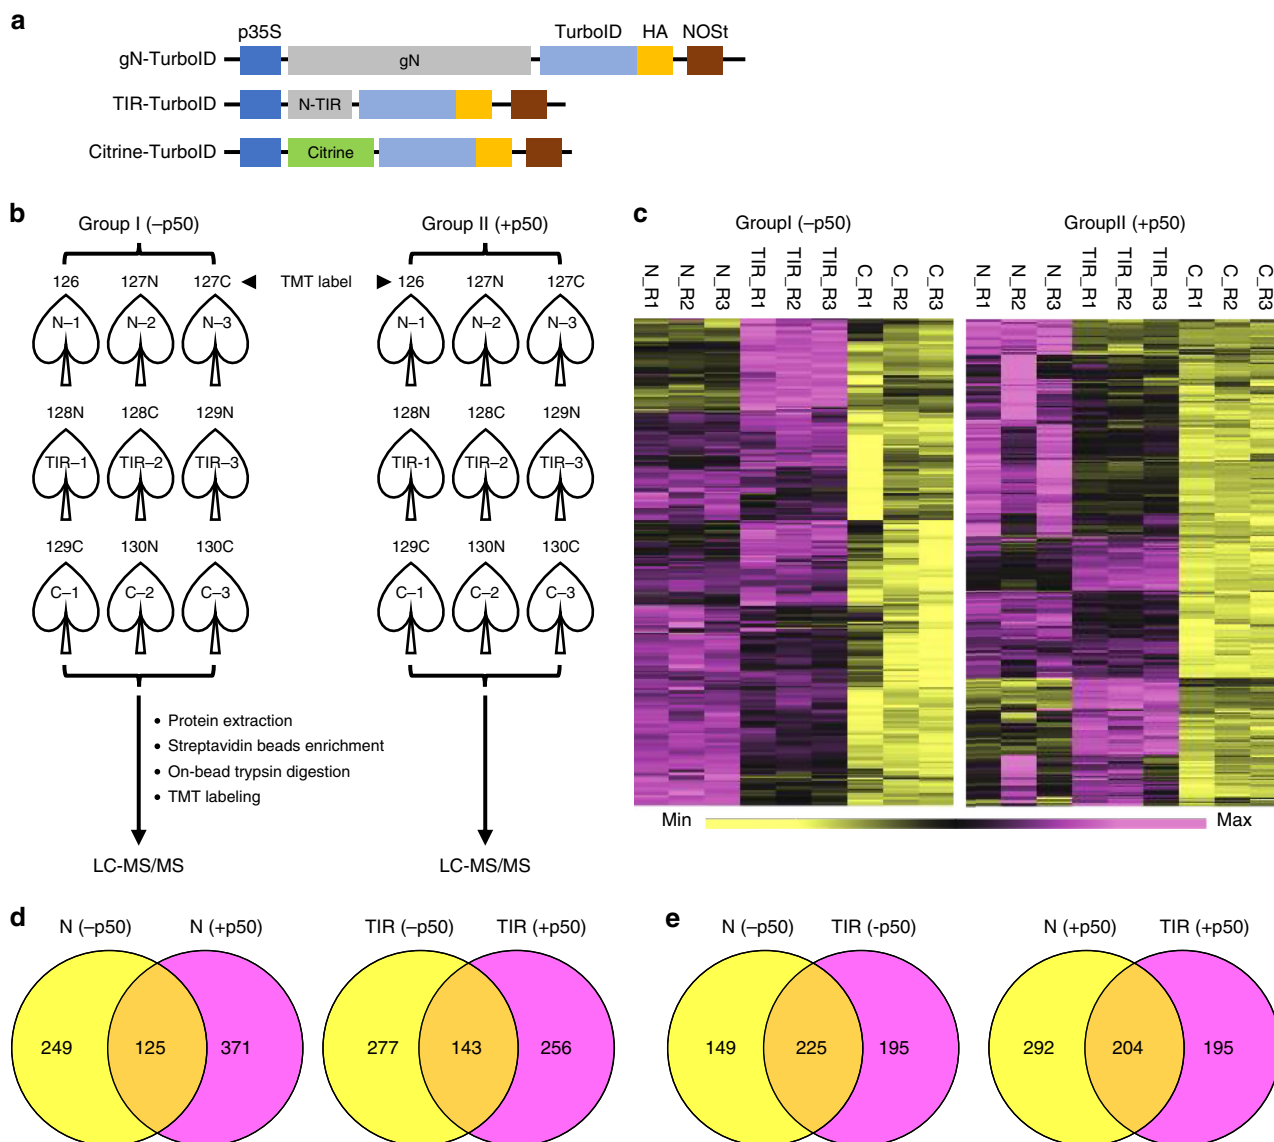 a
p35S TurboID HA NOSt
gN-TurboID gN
TIR-TurboID N-TIR
Citrine-TurboID Citrine
b
Group I (–p50) Group II (+p50)
126 127N 127C TMT label 126 127N 127C
N–1 N–2 N–3 N–1 N–2 N–3
128N 128C 129N 128N 128C 129N
TIR–1 TIR–2 TIR–3 TIR-1 TIR–2 TIR–3
129C 130N 130C 129C 130N 130C
C–1 C–2 C–3 C–1 C–2 C–3
• Protein extraction
• Streptavidin beads enrichment
• On-bead trypsin digestion
• TMT labeling
LC-MS/MS LC-MS/MS
c
GroupI (–p50) GroupII (+p50)
N_R1 N_R2 N_R3 TIR_R1 TIR_R2 TIR_R3 C_R1 C_R2 C_R3 N_R1 N_R2 N_R3 TIR_R1 TIR_R2 TIR_R3 C_R1 C_R2 C_R3
Min Max
d
N (–p50) N (+p50) TIR (–p50) TIR (+p50)
249 125 371 277 143 256
e
N (–p50) TIR (-p50) N (+p50) TIR (+p50)
149 225 195 292 204 195